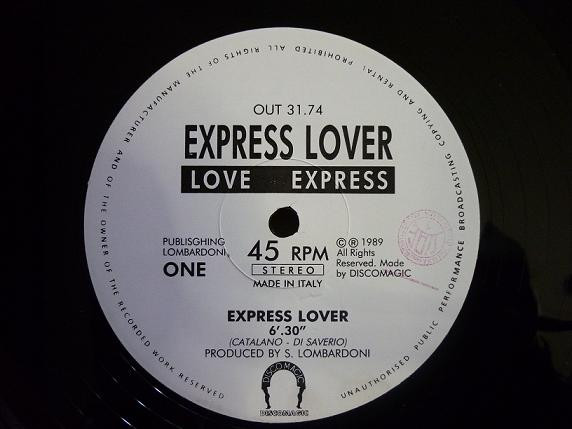 ALL RIGHTS OF THE MANUFACTURER AND OF THE OWNER OF THE RECORDED WORK RESERVED
UNAUTHORISED PUBLIC PERFORMANCE BROADCASTING COPYING AND RENTAL PROHIBITED
OUT 31.74
EXPRESS LOVER
LOVE EXPRESS
PUBLISGHING
LOMBARDONI
ONE
45 RPM
STEREO
MADE IN ITALY
© ℗ 1989
All Rights
Reserved. Made
by DISCOMAGIC
EXPRESS LOVER
6'.30"
(CATALANO - DI SAVERIO)
PRODUCED BY S. LOMBARDONI
DISCOMAGIC
DISCOMAGIC